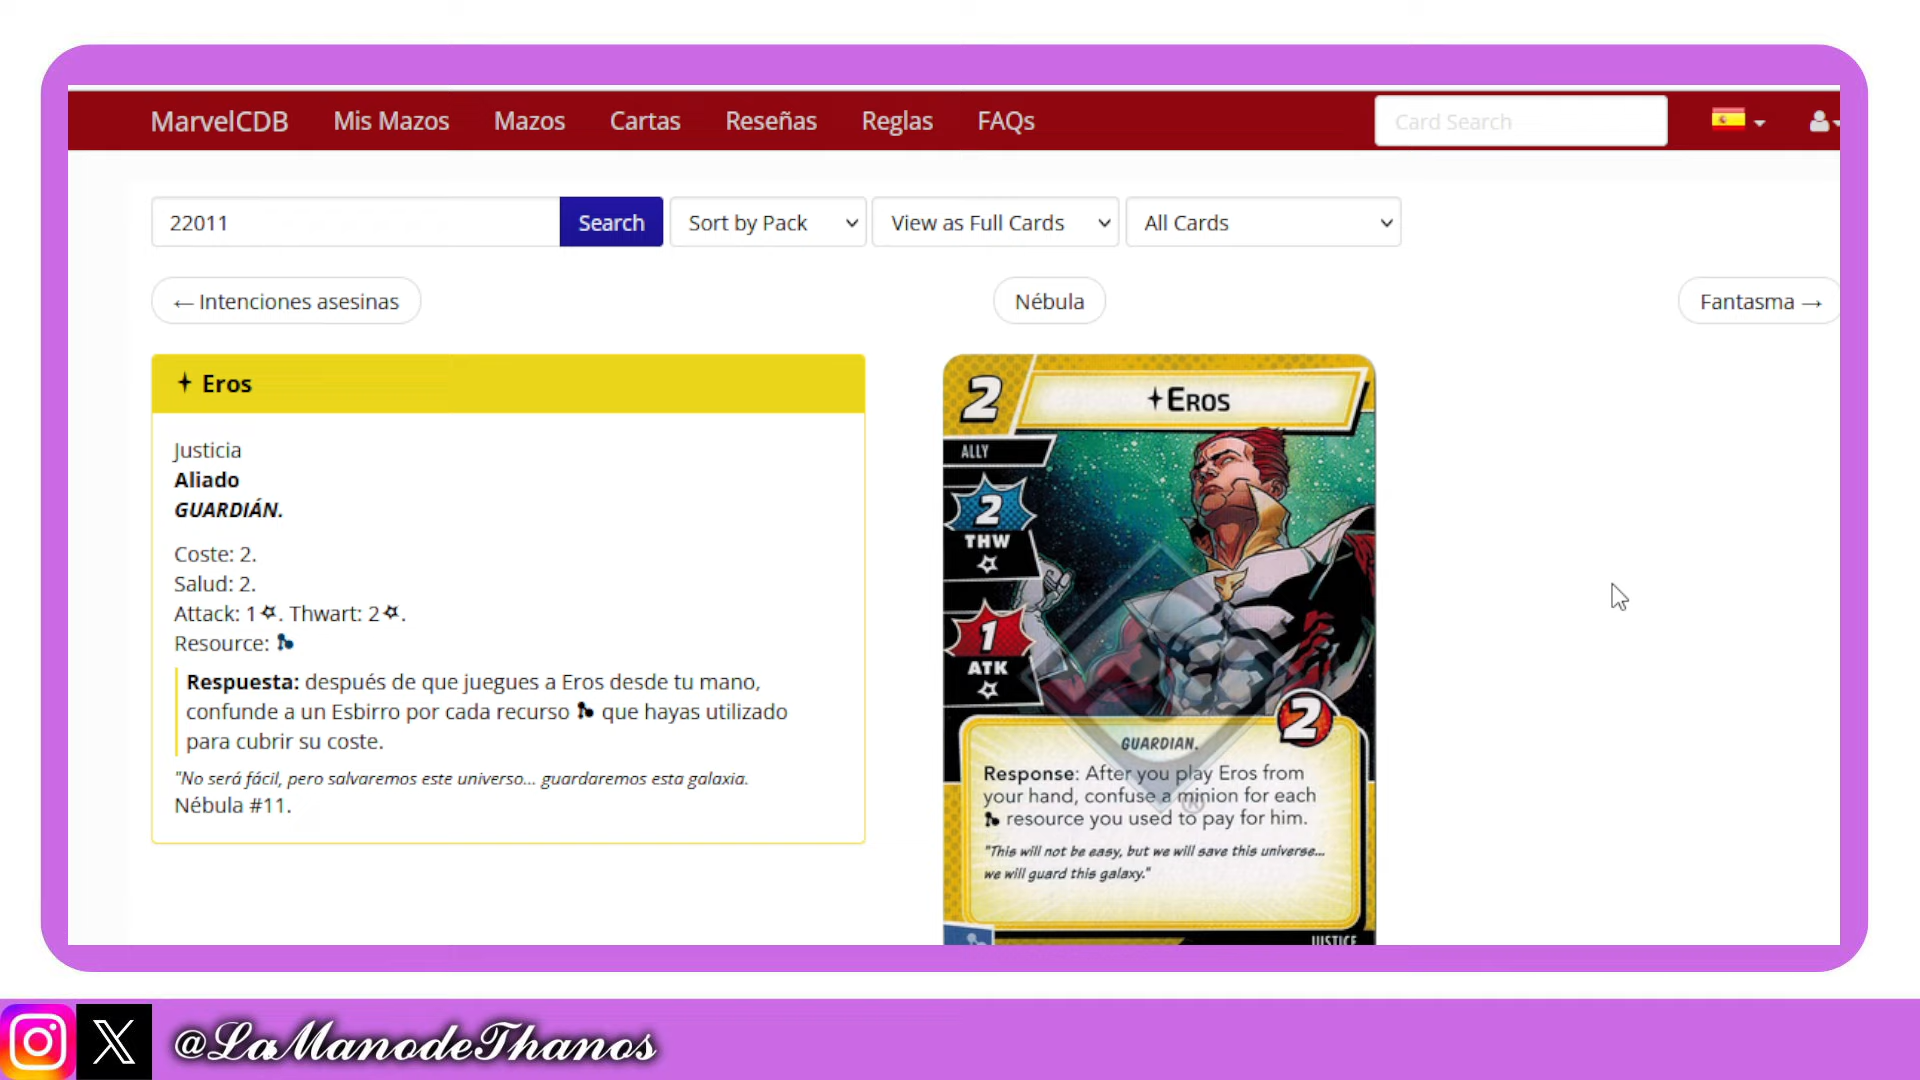 MarvelCDB Mis Mazos Mazos Cartas Reseñas Reglas FAQs Card Search
22011 Search Sort by Pack View as Full Cards All Cards
← Intenciones asesinas Nébula Fantasma →
Eros
Justicia
Aliado
GUARDIÁN.
Coste: 2.
Salud: 2.
Attack: 1. Thwart: 2.
Resource:
Respuesta: después de que juegues a Eros desde tu mano,
confunde a un Esbirro por cada recurso que hayas utilizado
para cubrir su coste.
"No será fácil, pero salvaremos este universo... guardaremos esta galaxia.
Nébula #11.
2
EROS
ALLY
2
THW
1
ATK
2
GUARDIAN.
Response: After you play Eros from
your hand, confuse a minion for each
resource you used to pay for him.
"This will not be easy, but we will save this universe...
we will guard this galaxy."
JUSTICE
@LaManodeThanos